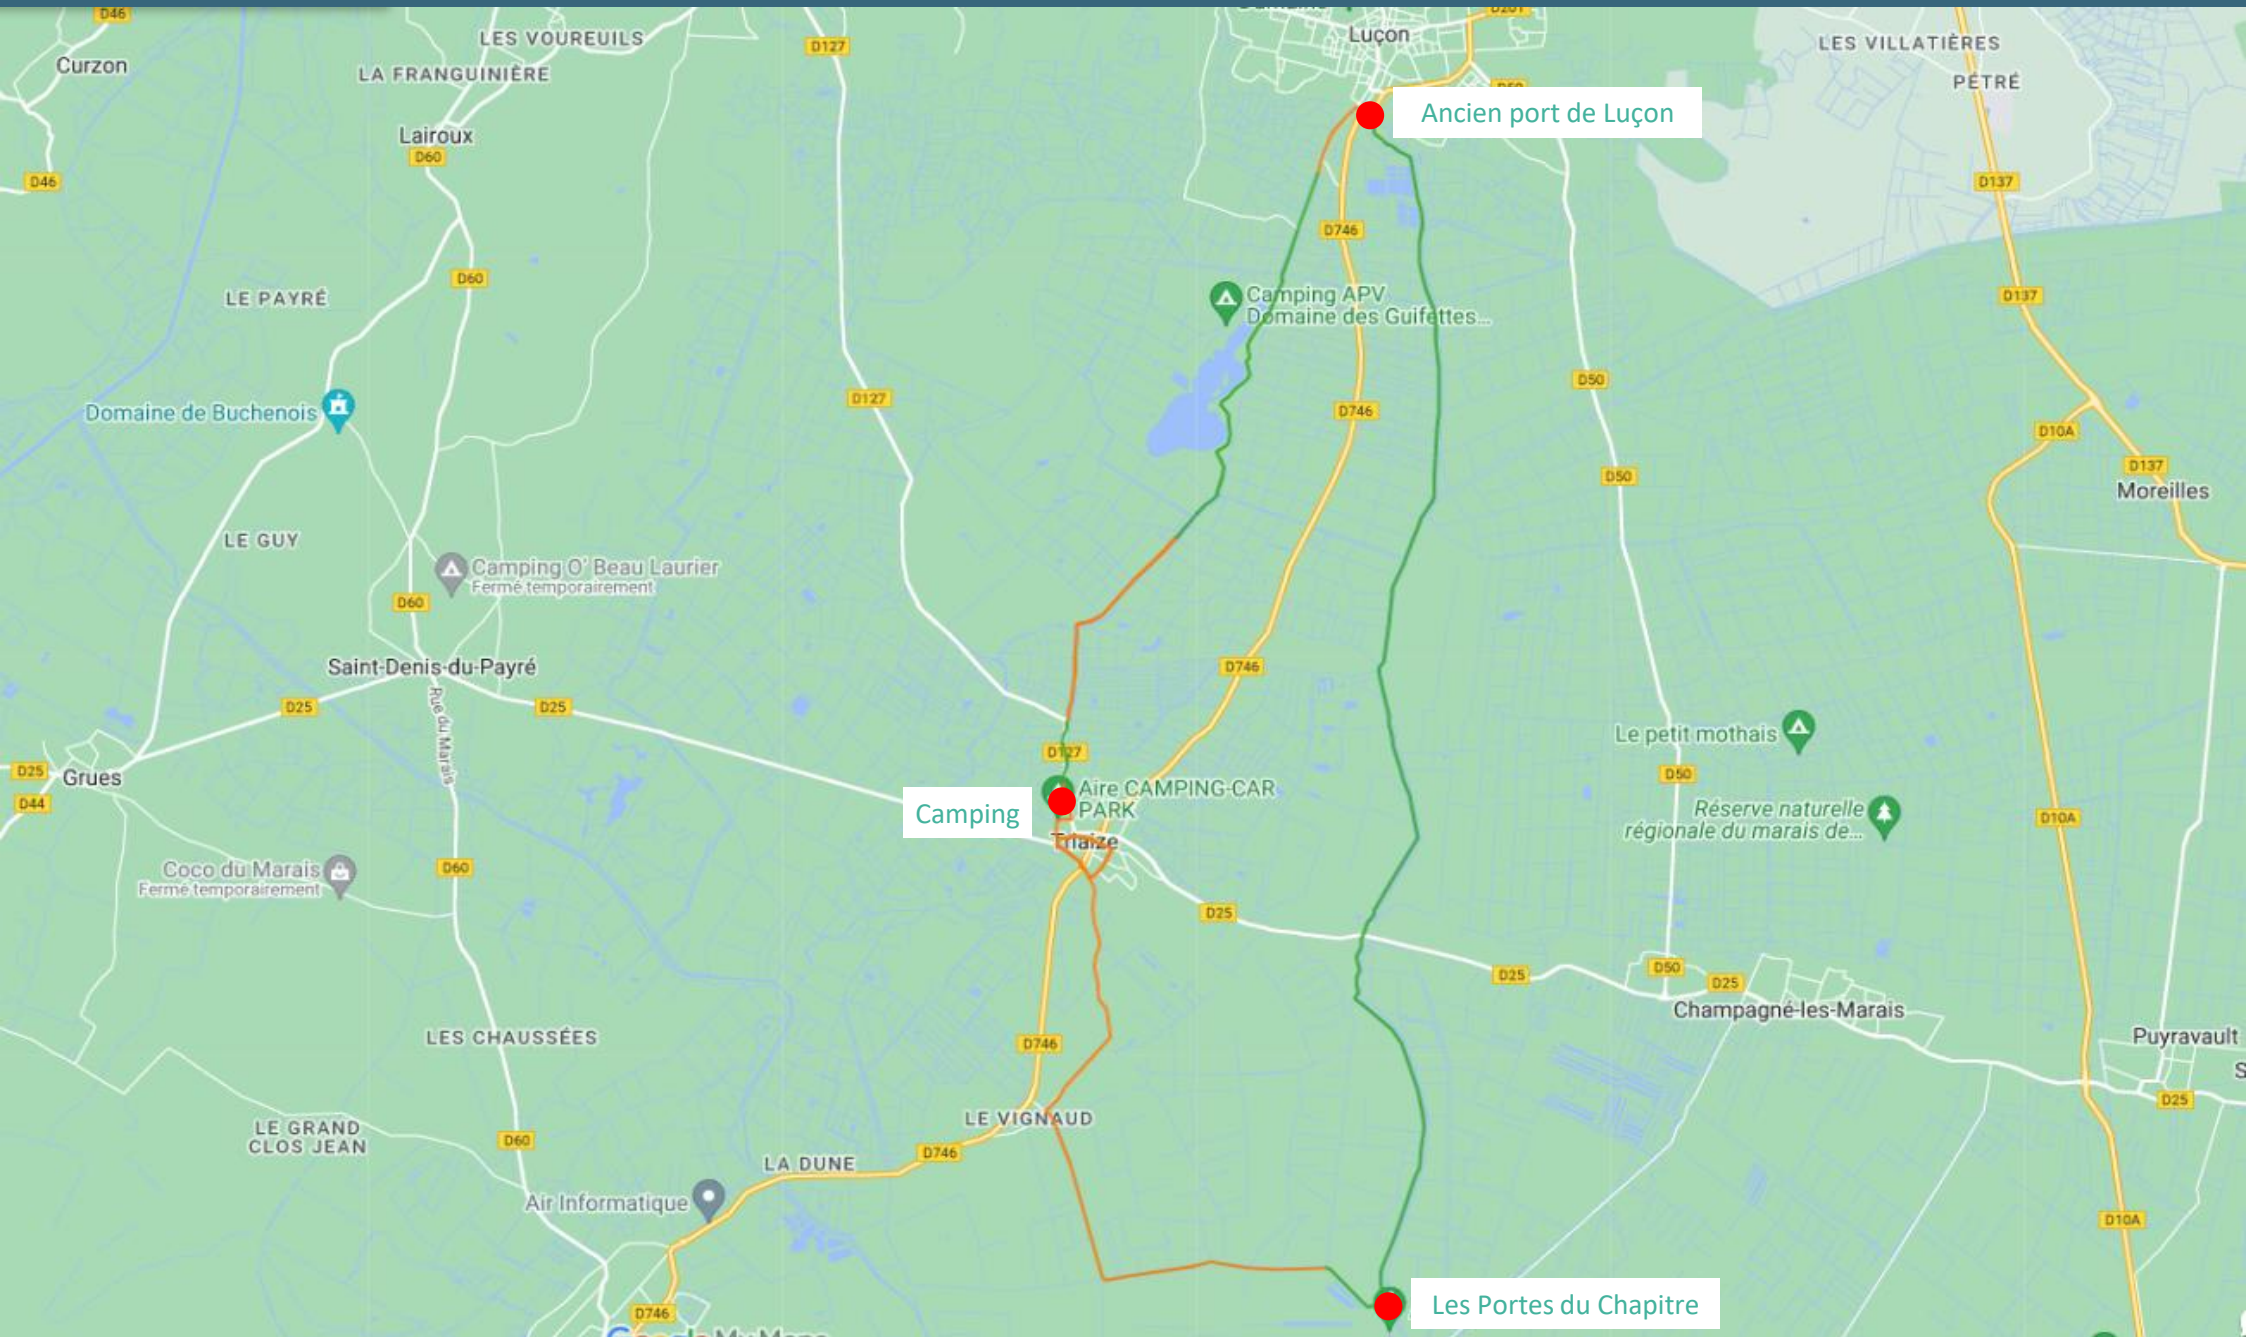 D46
LES VOUREUILS
D127
Luçon
LES VILLATIÈRES
Curzon
LA FRANGUINIÈRE
PÉTRÉ
Ancien port de Luçon
Lairoux
D60
D46
D137
D746
D60
LE PAYRÉ
Camping APV
Domaine des Guifettes...
D137
D50
D127
D746
Domaine de Buchenois
D10A
D137
D50
Moreilles
LE GUY
Camping O' Beau Laurier
Fermé temporairement
D60
Saint-Denis-du-Payré
D746
D25
D25
Rue du Marais
Le petit mothais
D127
D25
Grues
D50
D44
Aire CAMPING-CAR
PARK
Camping
Réserve naturelle
régionale du marais de...
D10A
Triaize
Coco du Marais
Fermé temporairement
D60
D25
D50
D25
D25
Champagné-les-Marais
LES CHAUSSÉES
D746
Puyravault
S
D25
LE VIGNAUD
LE GRAND
CLOS JEAN
D60
D746
LA DUNE
Air Informatique
D10A
Les Portes du Chapitre
D746